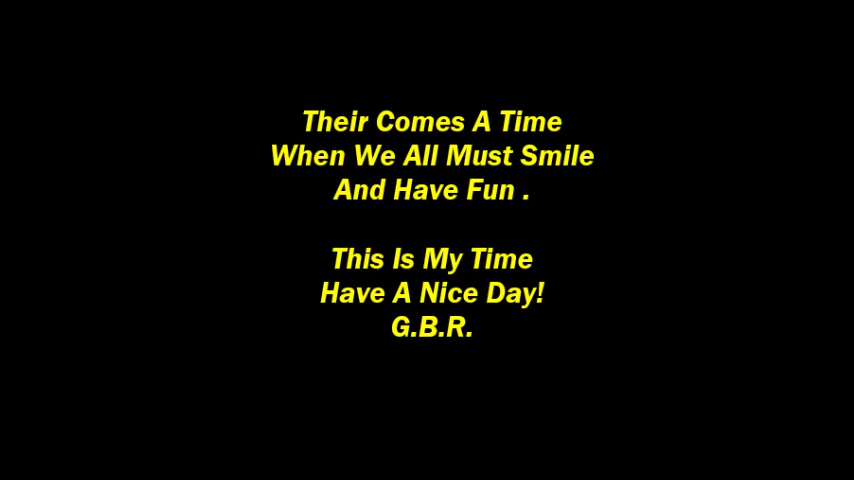 Their Comes A Time
When We All Must Smile
And Have Fun .
This Is My Time
Have A Nice Day!
G.B.R.